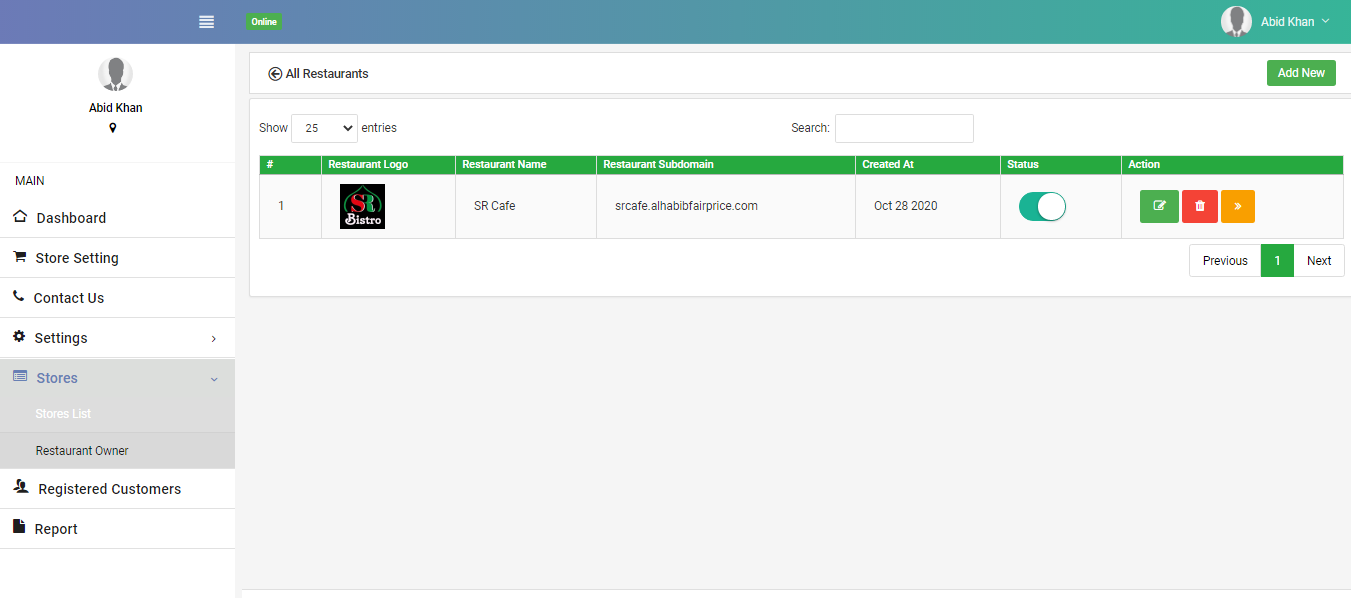 Online
Abid Khan
Abid Khan
MAIN
Dashboard
Store Setting
Contact Us
Settings
Stores
Stores List
Restaurant Owner
Registered Customers
Report
All Restaurants
Add New
Show 25 entries
Search:
# Restaurant Logo Restaurant Name Restaurant Subdomain Created At Status Action
1 SR Bistro SR Cafe srcafe.alhabibfairprice.com Oct 28 2020
Previous 1 Next